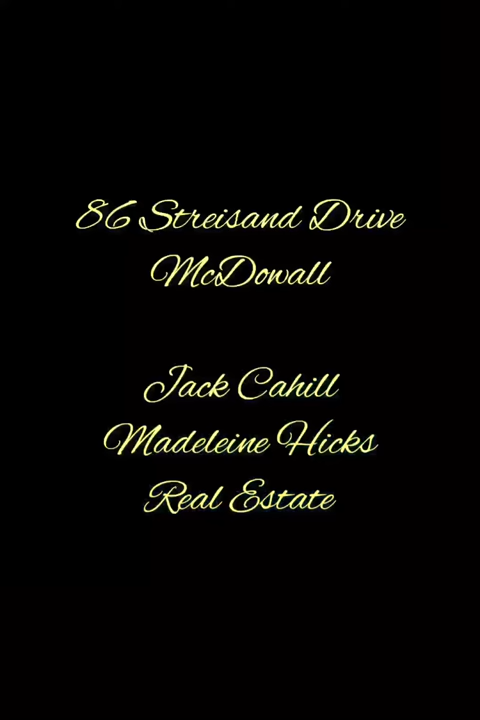 86 Streisand Drive
McDowall
Jack Cahill
Madeleine Hicks
Real Estate